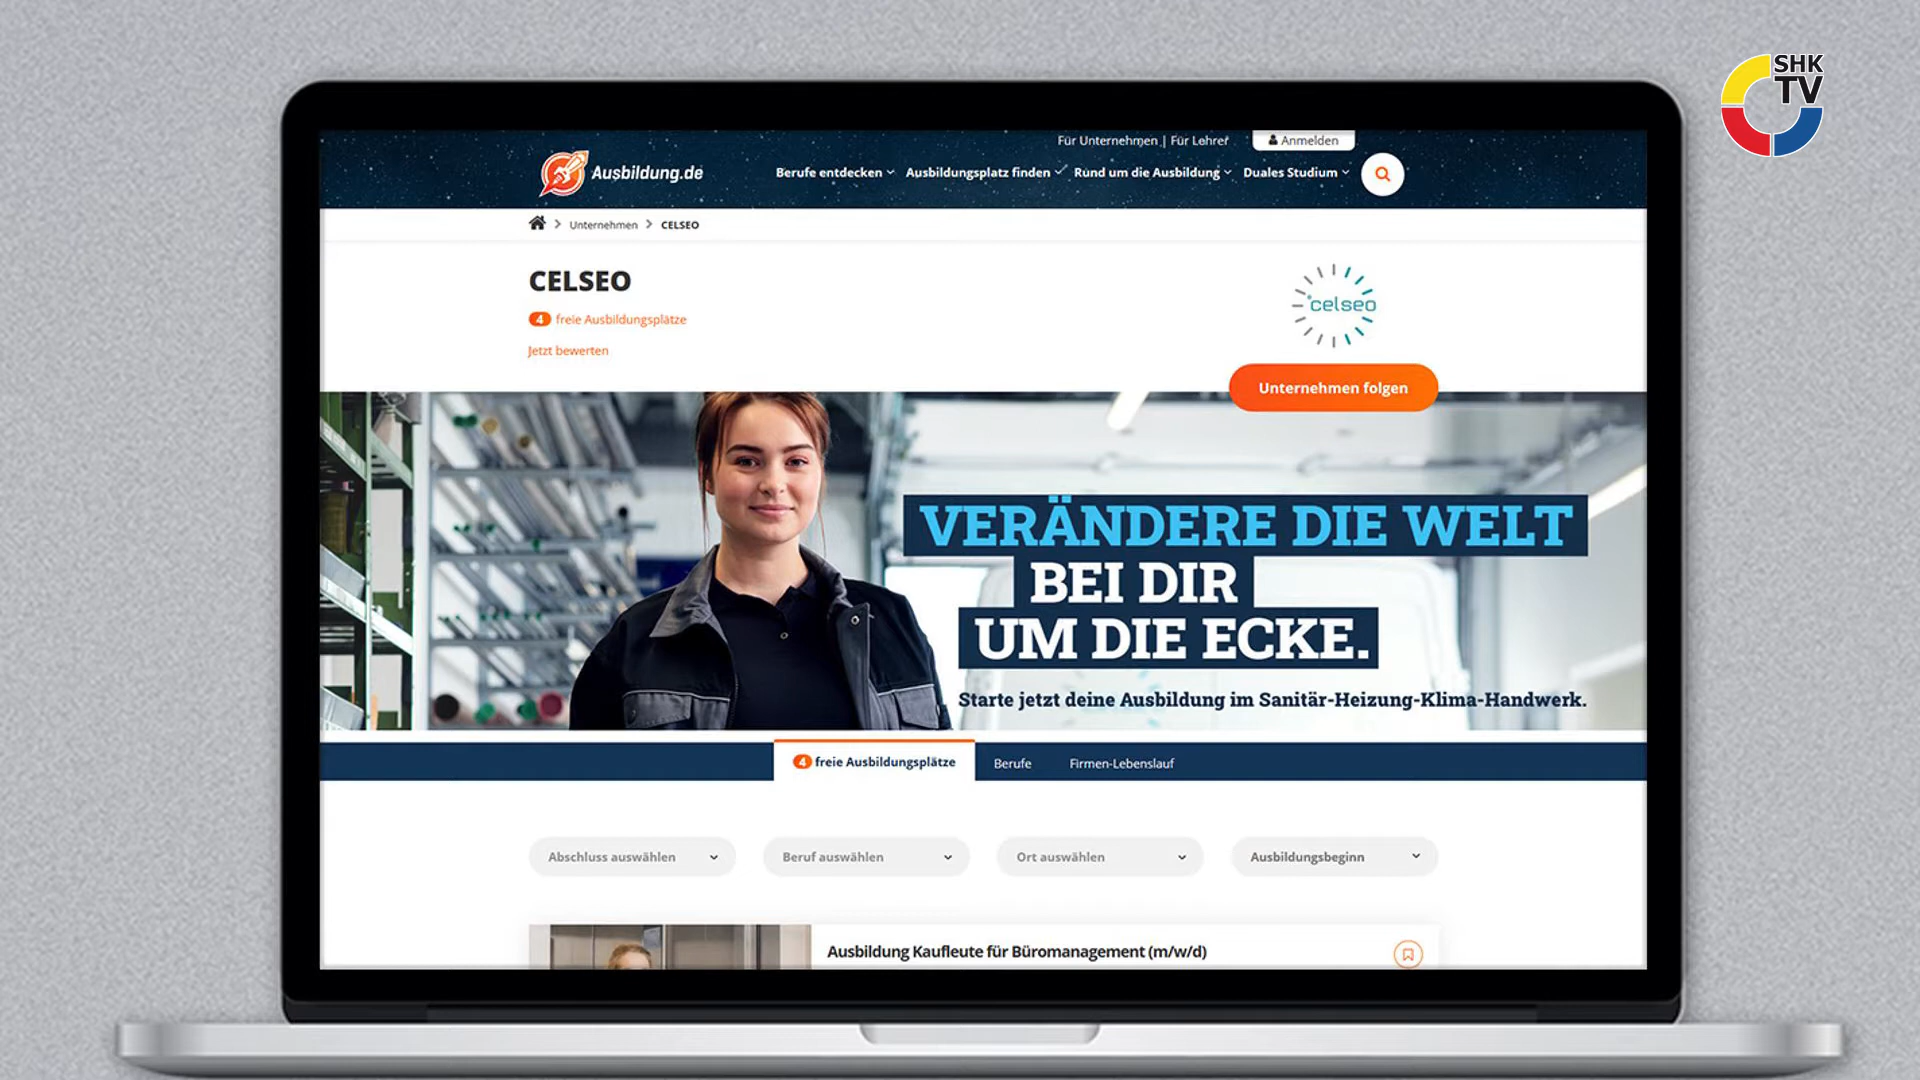 SHK
TV
Für Unternehmen | Für Lehrer
Anmelden
Ausbildung.de
Berufe entdecken
Ausbildungsplatz finden
Rund um die Ausbildung
Duales Studium
Unternehmen
CELSEO
CELSEO
4 freie Ausbildungsplätze
Jetzt bewerten
celseo
Unternehmen folgen
VERÄNDERE DIE WELT
BEI DIR
UM DIE ECKE.
Starte jetzt deine Ausbildung im Sanitär-Heizung-Klima-Handwerk.
4 freie Ausbildungsplätze
Berufe
Firmen-Lebenslauf
Abschluss auswählen
Beruf auswählen
Ort auswählen
Ausbildungsbeginn
Ausbildung Kaufleute für Büromanagement (m/w/d)